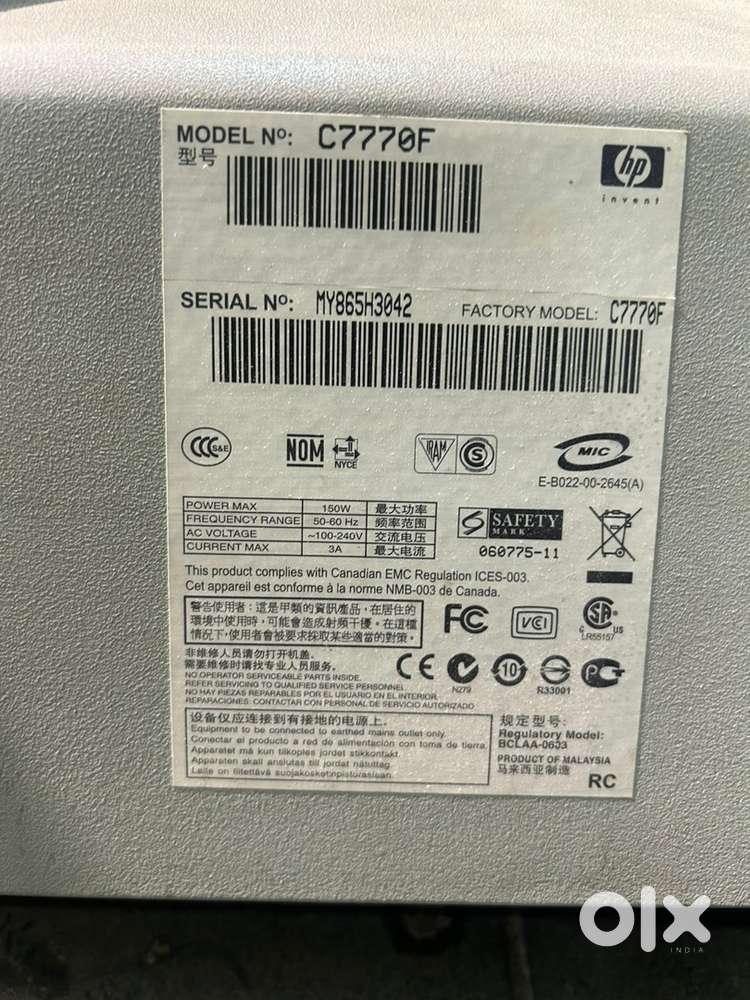 MODEL Nº: C7770F
型号
hp
invent
SERIAL Nº: MY865H3042 FACTORY MODEL: C7770F
CCC S&E
NOM
NYCE
IRAM S
MIC
E-B022-00-2645(A)
POWER MAX 150W 最大功率
FREQUENCY RANGE 50-60 Hz 频率范围
AC VOLTAGE ~100-240V 交流电压
CURRENT MAX 3A 最大电流
S SAFETY
MARK
060775-11
This product complies with Canadian EMC Regulation ICES-003.
Cet appareil est conforme à la norme NMB-003 de Canada.
警告使用者：這是甲類的資訊產品，在居住的
環境中使用時，可能會造成射頻干擾。在這種
情況下，使用者會被要求採取某些適當的對策。
FC
VCI
C SA US
LR55157
非维修人员请勿打开机盖.
需要维修时请找专业人员服务.
NO OPERATOR SERVICEABLE PARTS INSIDE.
REFER SERVICING TO QUALIFIED SERVICE PERSONNEL.
NO HAY PIEZAS REPARABLES POR EL USUARIO EN EL INTERIOR.
REPARACIONES: CONTACTAR CON PERSONAL DE SERVICIO AUTORIZADO
CE
N279
10
R33001
设备仪应连接到有接地的电源上.
Equipment to be connected to earthed mains outlet only.
Conectar el producto a red de alimentación con toma de tierra.
Apparatet må kun tilkoples jordet stikkontakt.
Apparaten skall anslutas till jordat nätuttag.
Laite on liitettävä suojakosketinpistorasiaan.
规定型号:
Regulatory Model:
BCLAA-0603
PRODUCT OF MALAYSIA
马来西亚制造
RC
olx
INDIA